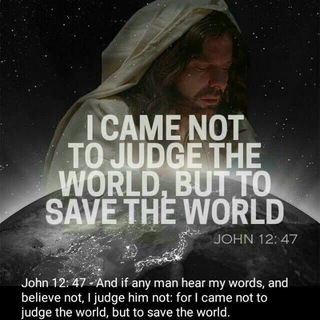 I CAME NOT
TO JUDGE THE
WORLD, BUT TO
SAVE THE WORLD
JOHN 12: 47
John 12: 47 - And if any man hear my words, and
believe not, I judge him not: for I came not to
judge the world, but to save the world.